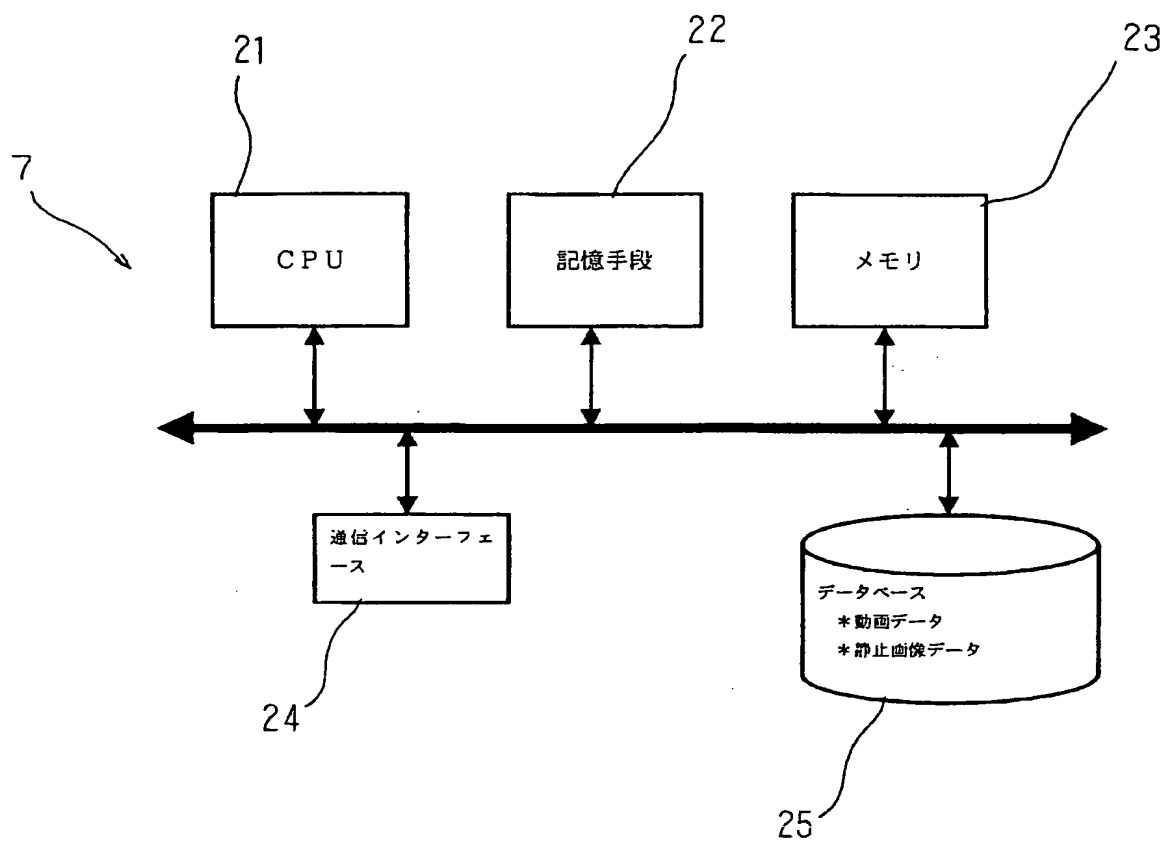 21
22
23
7
ＣＰＵ
記憶手段
メモリ
通信インターフェ
ース
データベース
＊動画データ
＊静止画像データ
24
25